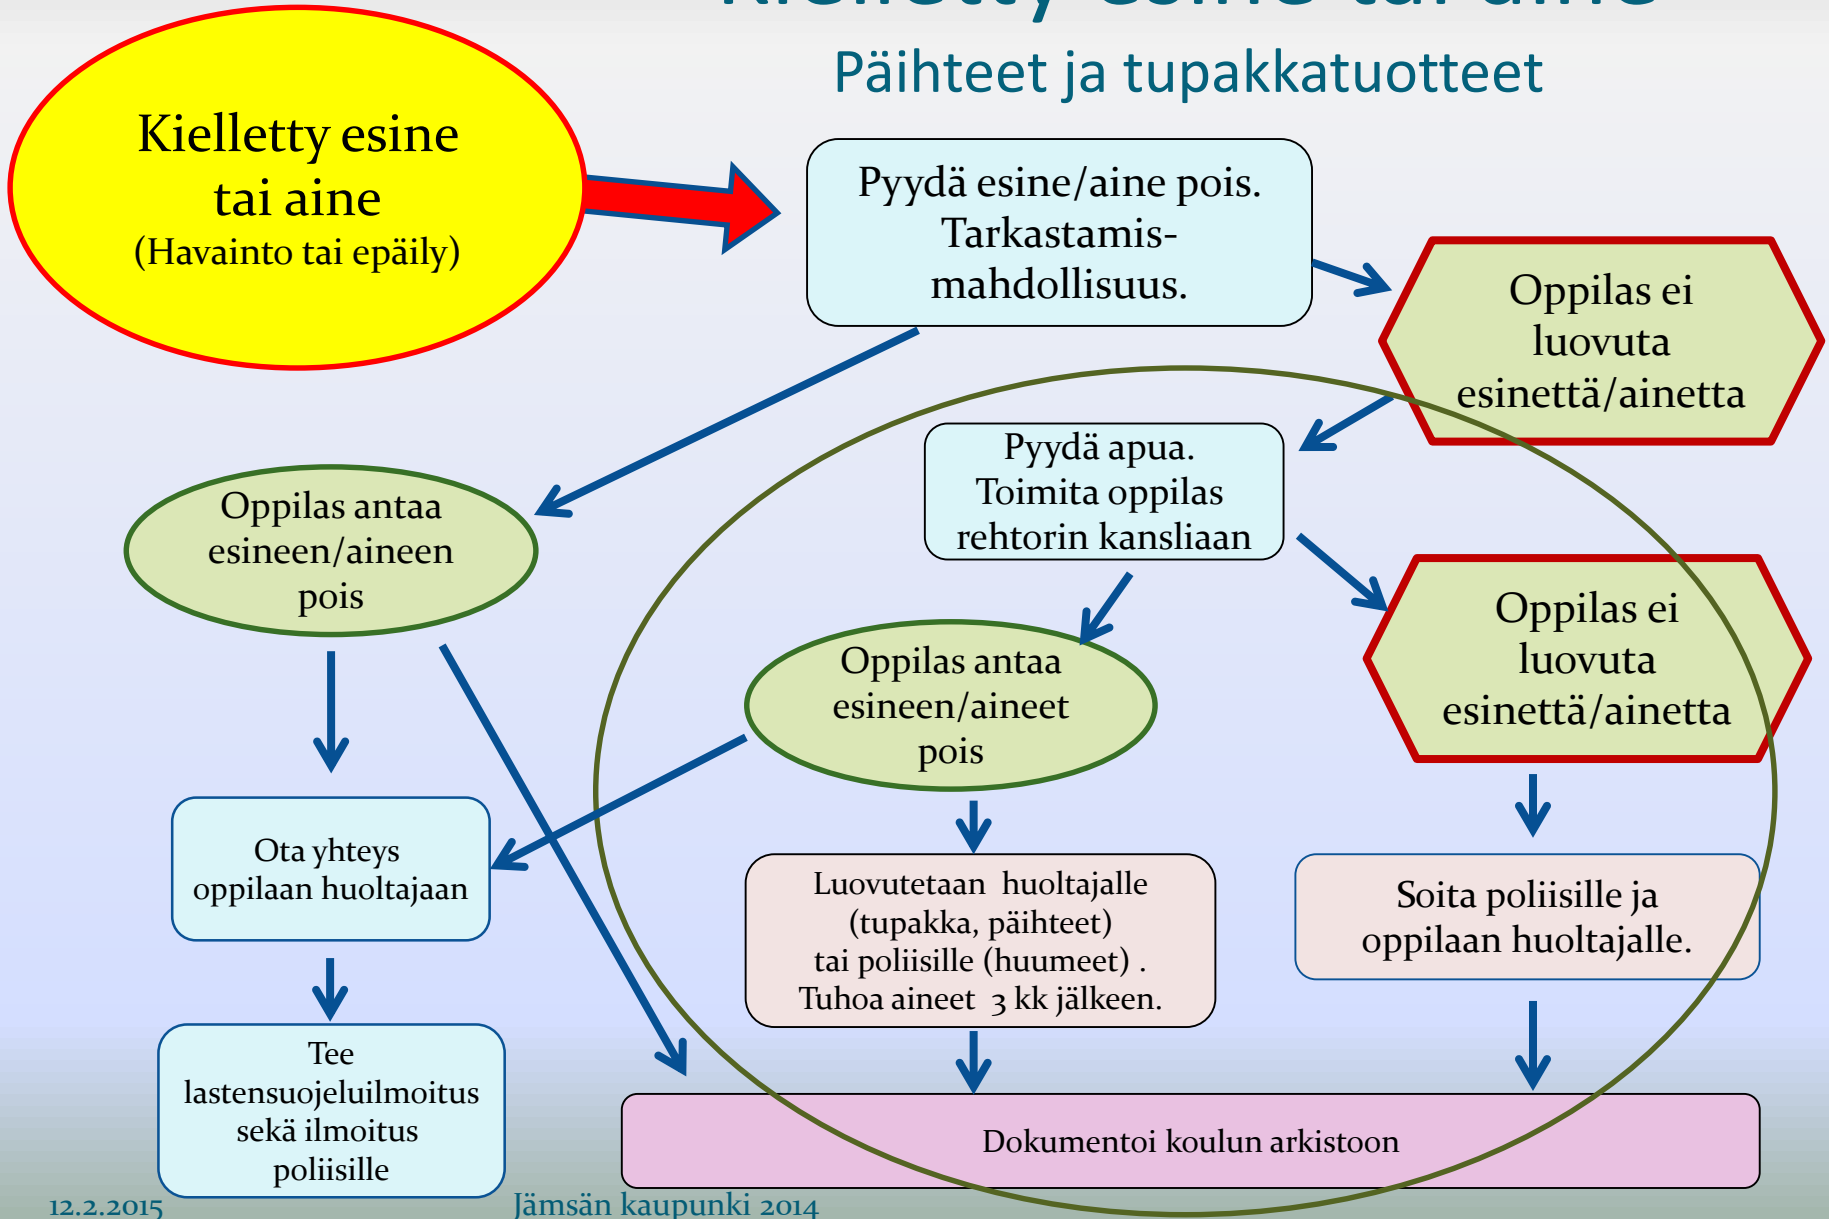 Kielletty esine tai aine
Päihteet ja tupakkatuotteet
Kielletty esine
tai aine
(Havainto tai epäily)
Pyydä esine/aine pois.
Tarkastamis-
mahdollisuus.
Oppilas ei
luovuta
esinettä/ainetta
Pyydä apua.
Toimita oppilas
rehtorin kansliaan
Oppilas antaa
esineen/aineen
pois
Oppilas ei
luovuta
esinettä/ainetta
Oppilas antaa
esineen/aineet
pois
Ota yhteys
oppilaan huoltajaan
Luovutetaan huoltajalle
(tupakka, päihteet)
tai poliisille (huumeet) .
Tuhoa aineet 3 kk jälkeen.
Soita poliisille ja
oppilaan huoltajalle.
Tee
lastensuojeluilmoitus
sekä ilmoitus
poliisille
Dokumentoi koulun arkistoon
12.2.2015
Jämsän kaupunki 2014